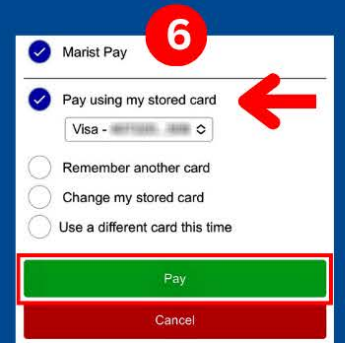 6
Marist Pay
Pay using my stored card
Visa -
Remember another card
Change my stored card
Use a different card this time
Pay
Cancel